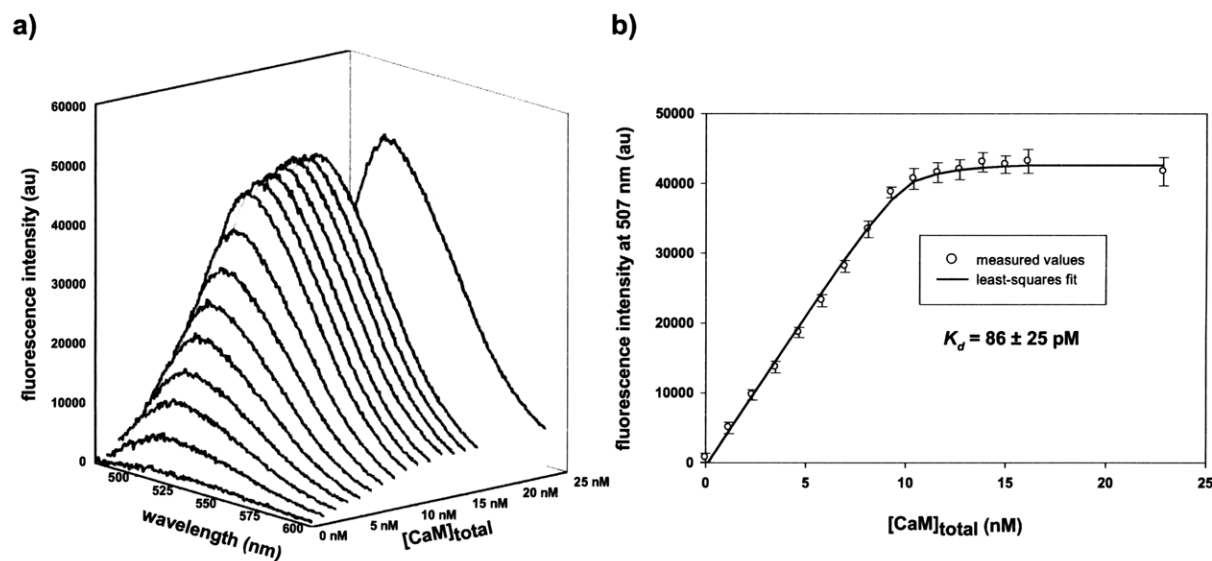 a)
60000
50000
40000
30000
20000
10000
0
fluorescence intensity (au)
500
525
550
575
600
wavelength (nm)
0 nM
5 nM
10 nM
15 nM
20 nM
25 nM
[CaM]total
b)
50000
40000
30000
20000
10000
0
fluorescence intensity at 507 nm (au)
measured values
least-squares fit
Kd = 86 ± 25 pM
0
5
10
15
20
25
[CaM]total (nM)